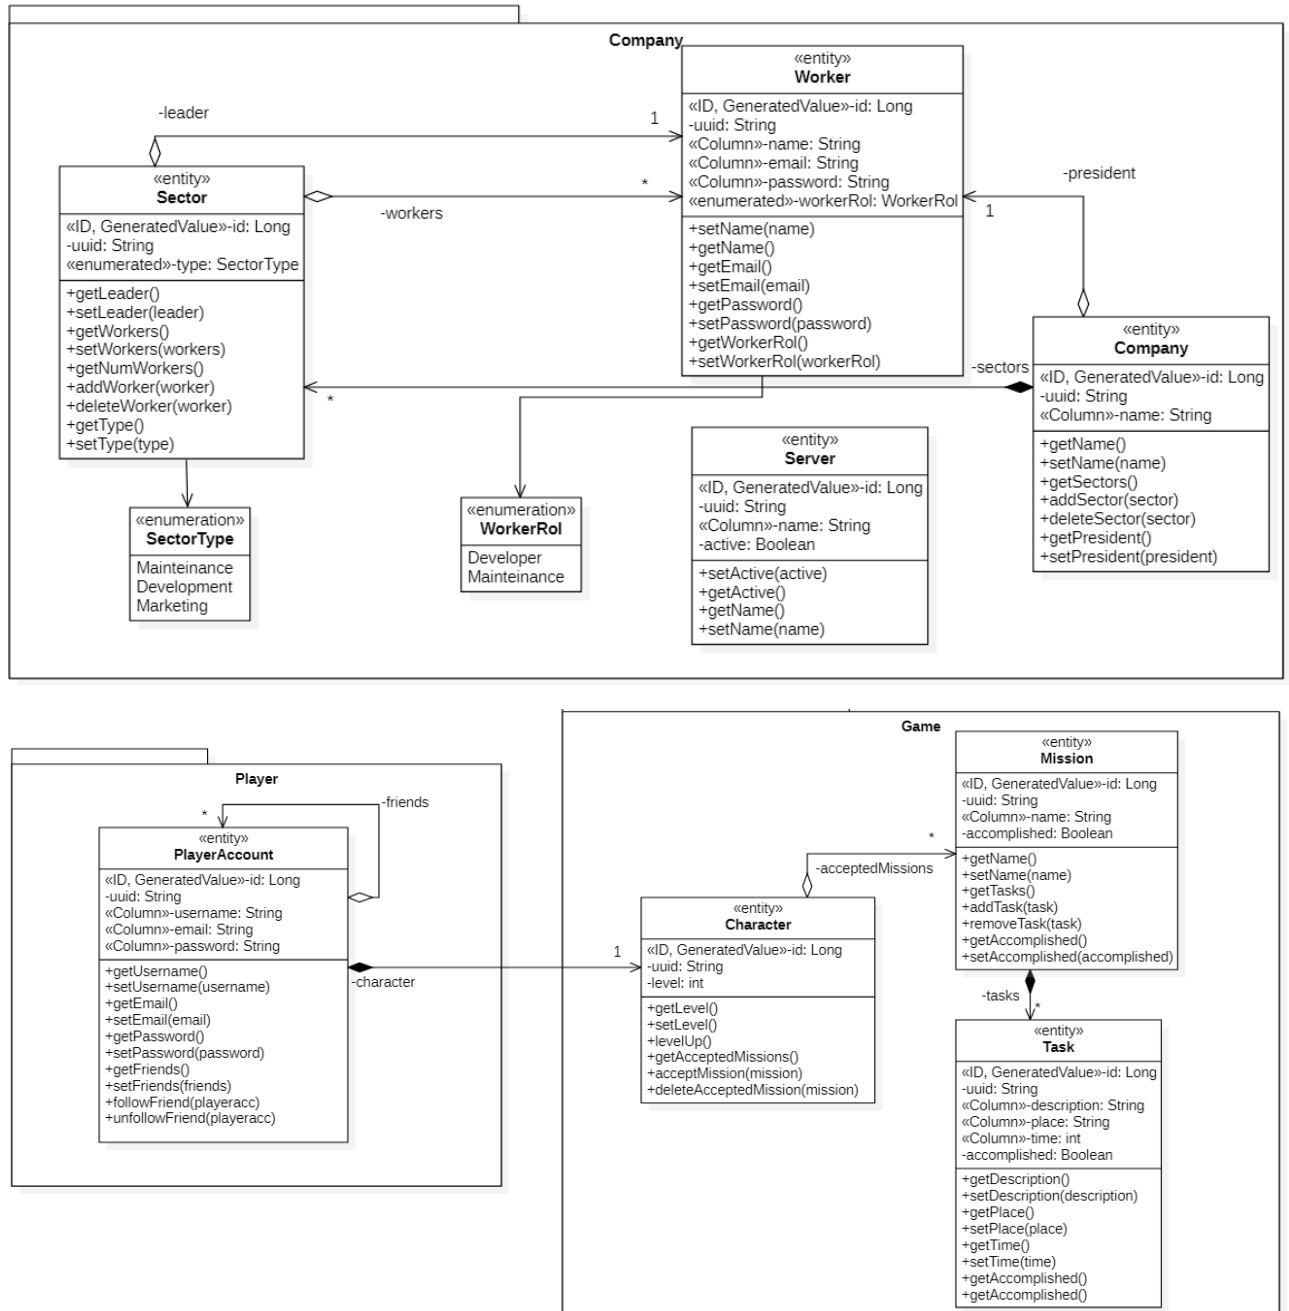 Company
«entity»
Worker
«ID, GeneratedValue»-id: Long
-uuid: String
«Column»-name: String
«Column»-email: String
«Column»-password: String
«enumerated»-workerRol: WorkerRol
+setName(name)
+getName()
+getEmail()
+setEmail(email)
+getPassword()
+setPassword(password)
+getWorkerRol()
+setWorkerRol(workerRol)
-leader
1
«entity»
Sector
«ID, GeneratedValue»-id: Long
-uuid: String
«enumerated»-type: SectorType
+getLeader()
+setLeader(leader)
+getWorkers()
+setWorkers(workers)
+getNumWorkers()
+addWorker(worker)
+deleteWorker(worker)
+getType()
+setType(type)
*
-workers
-president
1
«entity»
Company
«ID, GeneratedValue»-id: Long
-uuid: String
«Column»-name: String
+getName()
+setName(name)
+getSectors()
+addSector(sector)
+deleteSector(sector)
+getPresident()
+setPresident(president)
-sectors
*
«enumeration»
SectorType
Mainteinance
Development
Marketing
«enumeration»
WorkerRol
Developer
Mainteinance
«entity»
Server
«ID, GeneratedValue»-id: Long
-uuid: String
«Column»-name: String
-active: Boolean
+setActive(active)
+getActive()
+getName()
+setName(name)
Player
-friends
*
«entity»
PlayerAccount
«ID, GeneratedValue»-id: Long
-uuid: String
«Column»-username: String
«Column»-email: String
«Column»-password: String
+getUsername()
+setUsername(username)
+getEmail()
+setEmail(email)
+getPassword()
+setPassword(password)
+getFriends()
+setFriends(friends)
+followFriend(playeracc)
+unfollowFriend(playeracc)
-character
1
Game
«entity»
Character
«ID, GeneratedValue»-id: Long
-uuid: String
-level: int
+getLevel()
+setLevel()
+levelUp()
+getAcceptedMissions()
+acceptMission(mission)
+deleteAcceptedMission(mission)
-acceptedMissions
*
«entity»
Mission
«ID, GeneratedValue»-id: Long
-uuid: String
«Column»-name: String
-accomplished: Boolean
+getName()
+setName(name)
+getTasks()
+addTask(task)
+removeTask(task)
+getAccomplished()
+setAccomplished(accomplished)
-tasks
*
«entity»
Task
«ID, GeneratedValue»-id: Long
-uuid: String
«Column»-description: String
«Column»-place: String
«Column»-time: int
-accomplished: Boolean
+getDescription()
+setDescription(description)
+getPlace()
+setPlace(place)
+getTime()
+setTime(time)
+getAccomplished()
+getAccomplished()